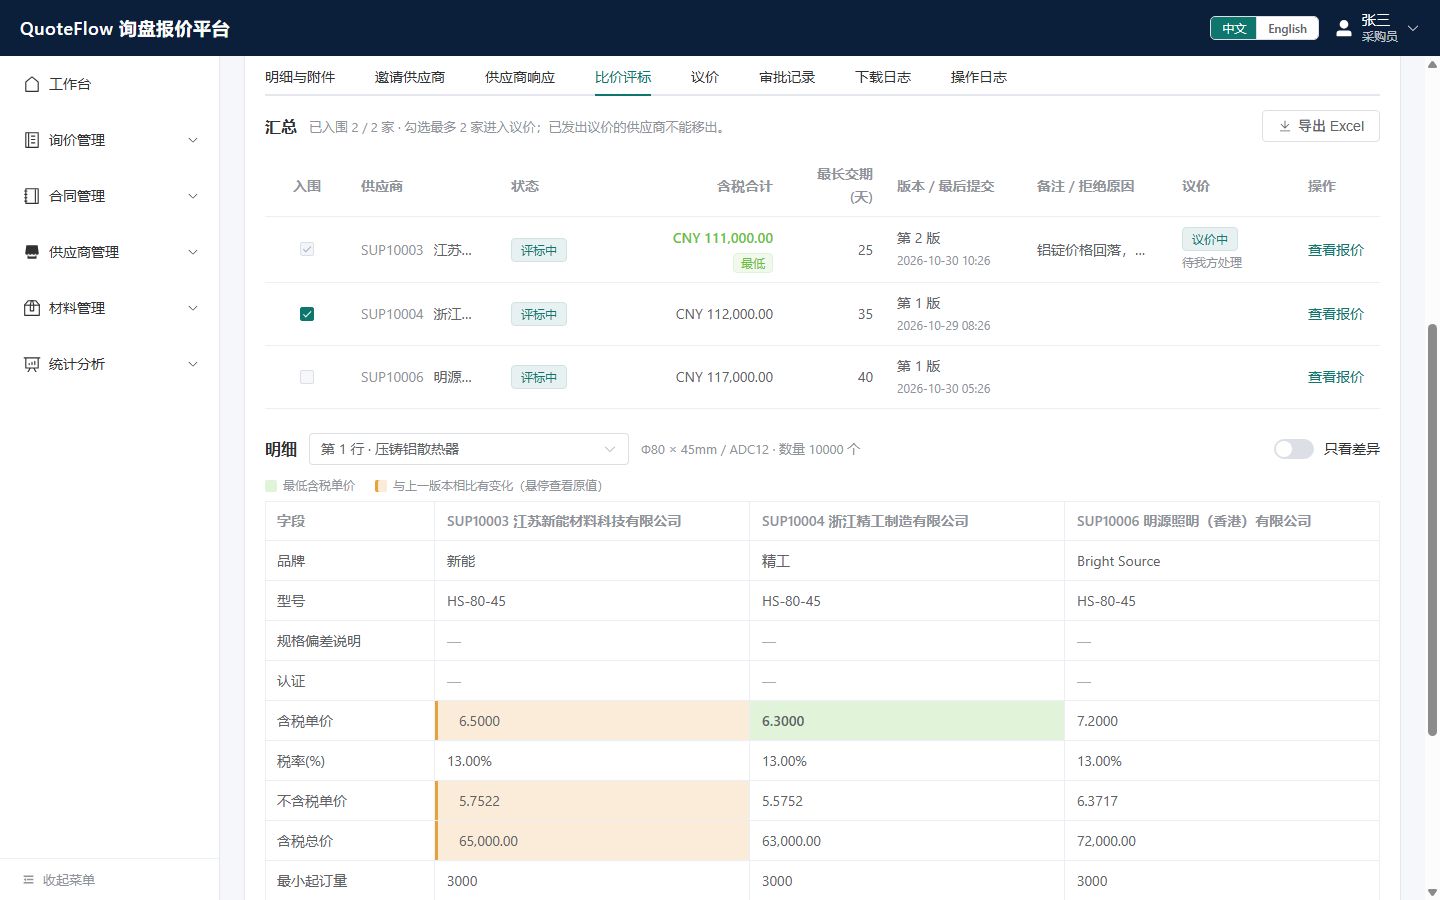 QuoteFlow 询盘报价平台
中文 English
张三
采购员
工作台
询价管理
合同管理
供应商管理
材料管理
统计分析
收起菜单
明细与附件 邀请供应商 供应商响应 比价评标 议价 审批记录 下载日志 操作日志
汇总 已入围 2 / 2 家 · 勾选最多 2 家进入议价；已发出议价的供应商不能移出。 导出 Excel
入围 供应商 状态 含税合计 最长交期(天) 版本 / 最后提交 备注 / 拒绝原因 议价 操作
SUP10003 江苏... 评标中 CNY 111,000.00 最低 25 第 2 版 2026-10-30 10:26 铝锭价格回落，... 议价中 待我方处理 查看报价
SUP10004 浙江... 评标中 CNY 112,000.00 35 第 1 版 2026-10-29 08:26 查看报价
SUP10006 明源... 评标中 CNY 117,000.00 40 第 1 版 2026-10-30 05:26 查看报价
明细 第 1 行 · 压铸铝散热器 Φ80 × 45mm / ADC12 · 数量 10000 个 只看差异
最低含税单价 与上一版本相比有变化（悬停查看原值）
字段 SUP10003 江苏新能材料科技有限公司 SUP10004 浙江精工制造有限公司 SUP10006 明源照明（香港）有限公司
品牌 新能 精工 Bright Source
型号 HS-80-45 HS-80-45 HS-80-45
规格偏差说明 — — —
认证 — — —
含税单价 6.5000 6.3000 7.2000
税率(%) 13.00% 13.00% 13.00%
不含税单价 5.7522 5.5752 6.3717
含税总价 65,000.00 63,000.00 72,000.00
最小起订量 3000 3000 3000